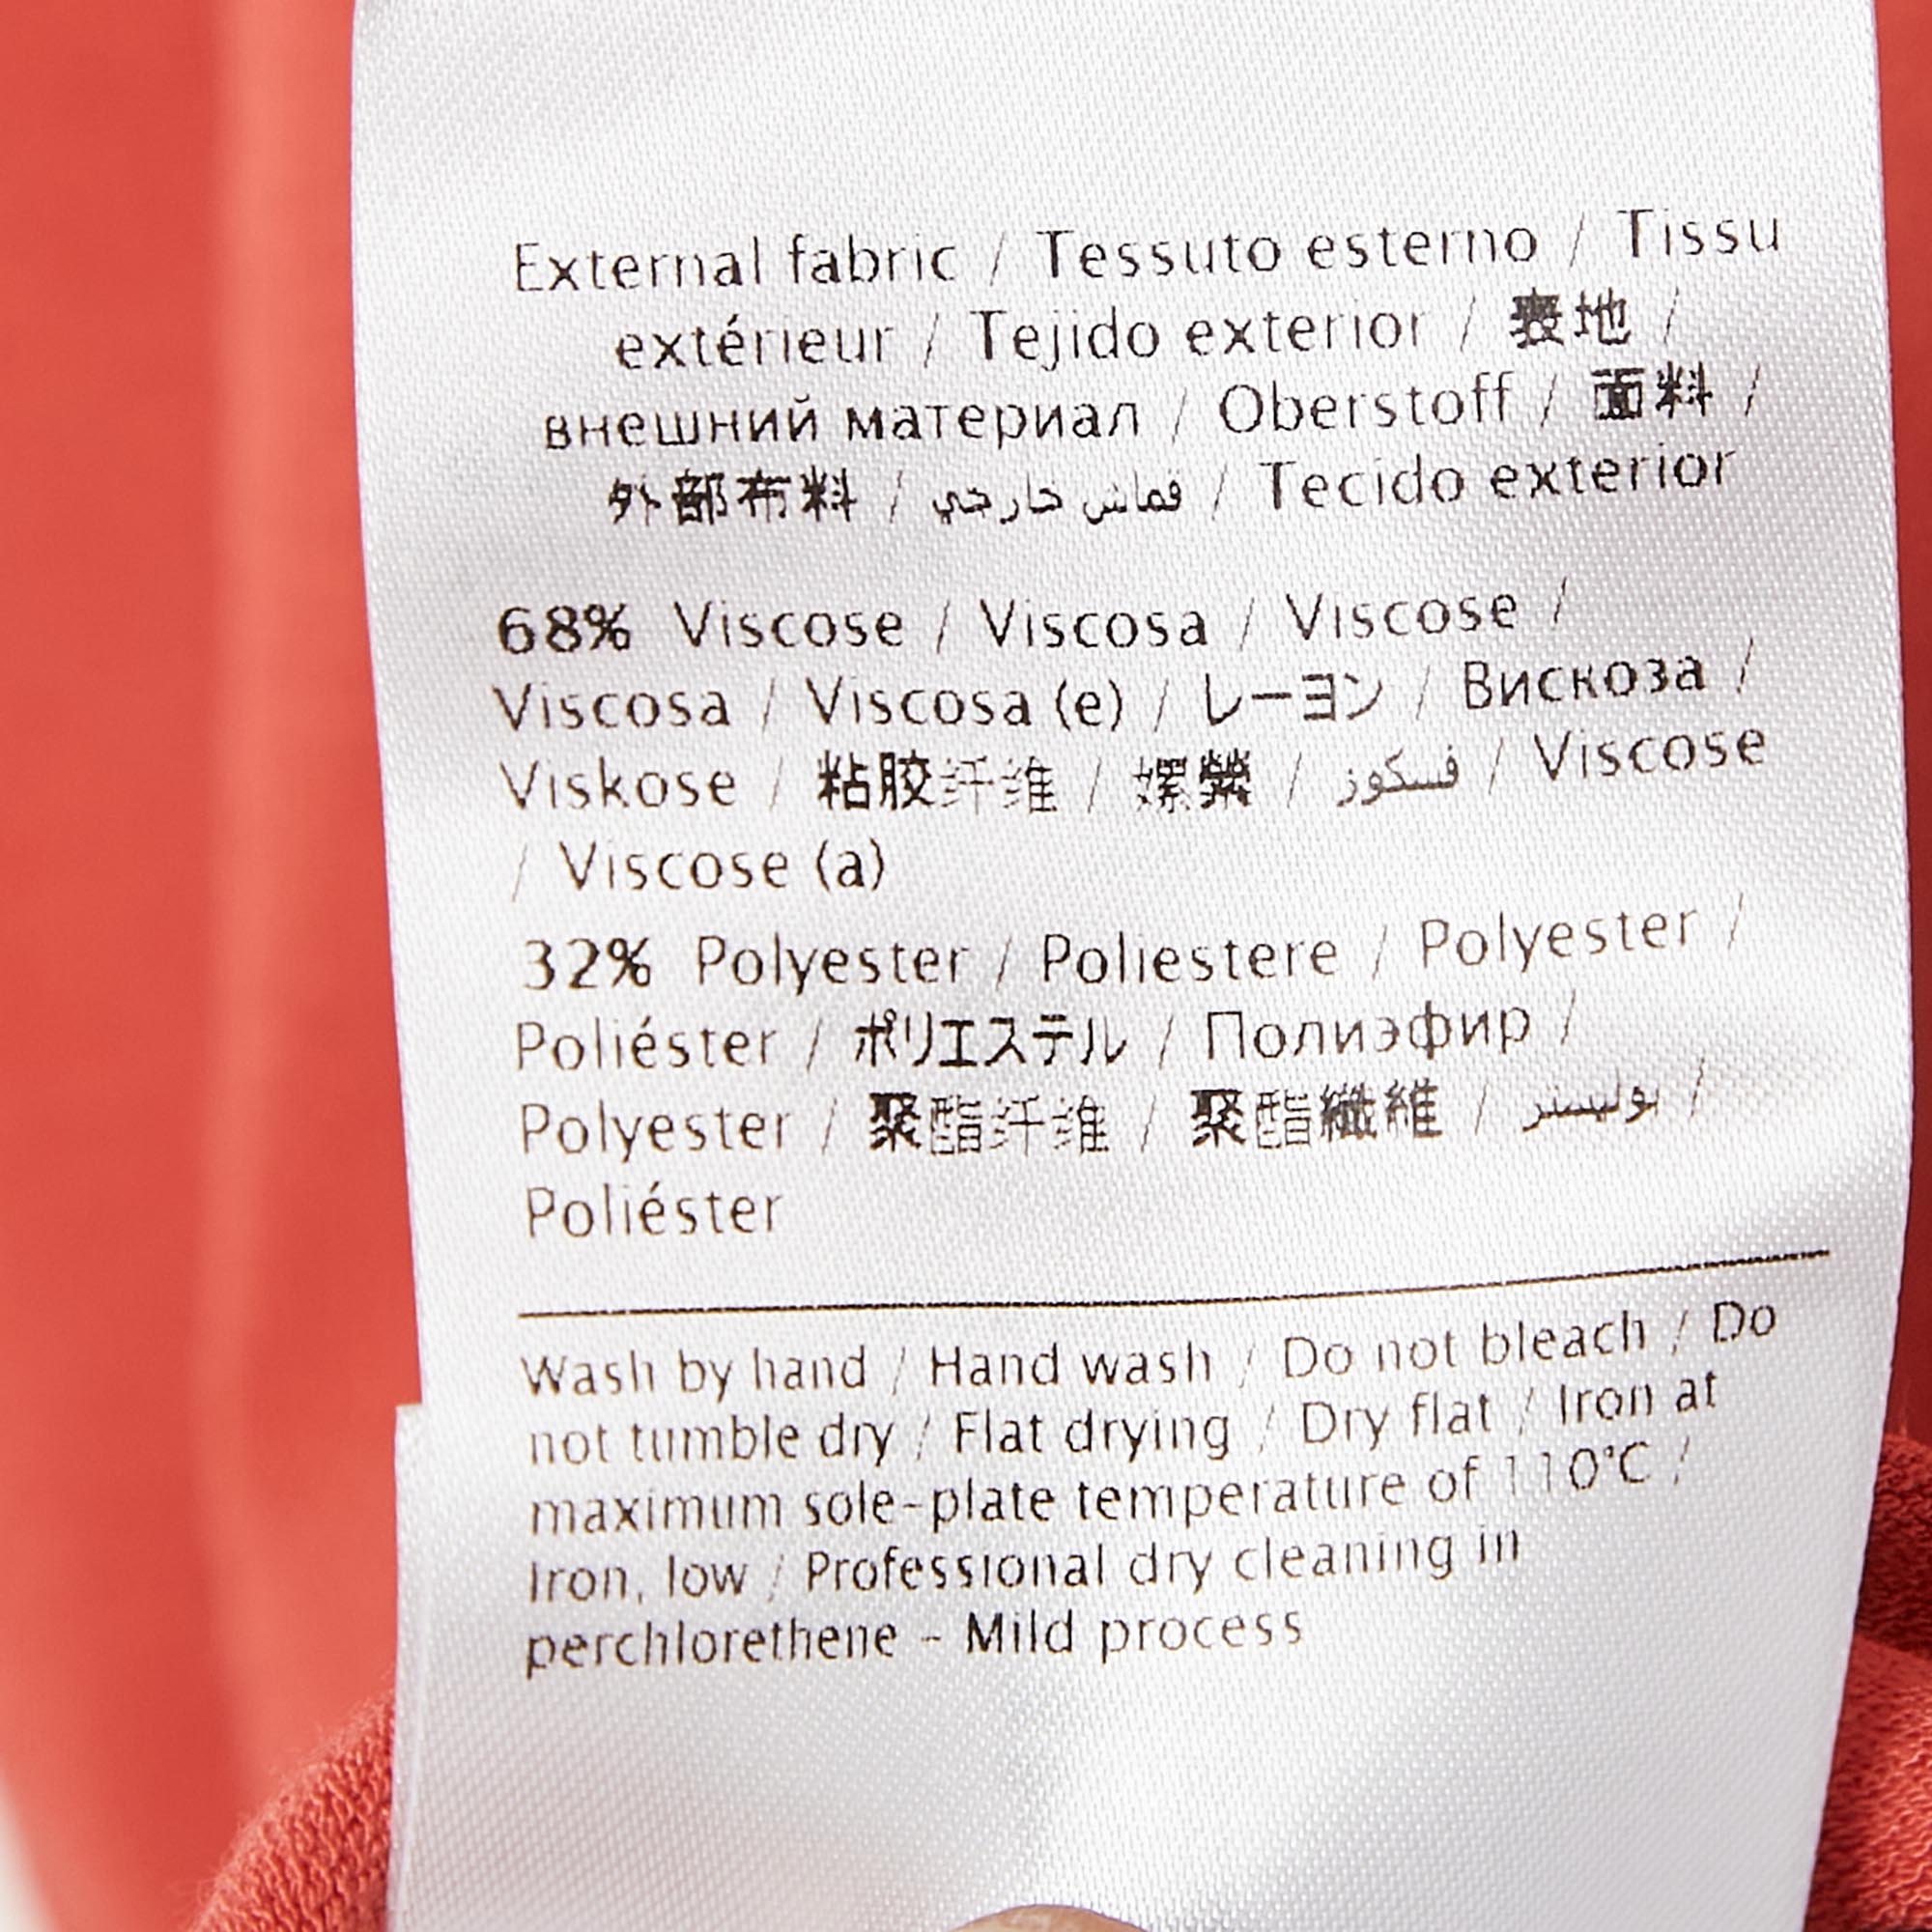 External fabric / Tessuto esterno / Tissu
extérieur / Tejido exterior / 表地 /
внешний материал / Oberstoff / 面料 /
外部布料 / قماش خارجي / Tecido exterior
68% Viscose / Viscosa / Viscose /
Viscosa / Viscosa (e) / レーヨン / Вискоза /
Viskose / 粘胶纤维 / 嫘縈 / فسكوز / Viscose
/ Viscose (a)
32% Polyester / Poliestere / Polyester /
Poliéster / ポリエステル / Полиэфир /
Polyester / 聚酯纤维 / 聚酯纖維 / بوليستر /
Poliéster
Wash by hand / Hand wash / Do not bleach / Do
not tumble dry / Flat drying / Dry flat / Iron at
maximum sole-plate temperature of 110°C /
Iron, low / Professional dry cleaning in
perchlorethene - Mild process